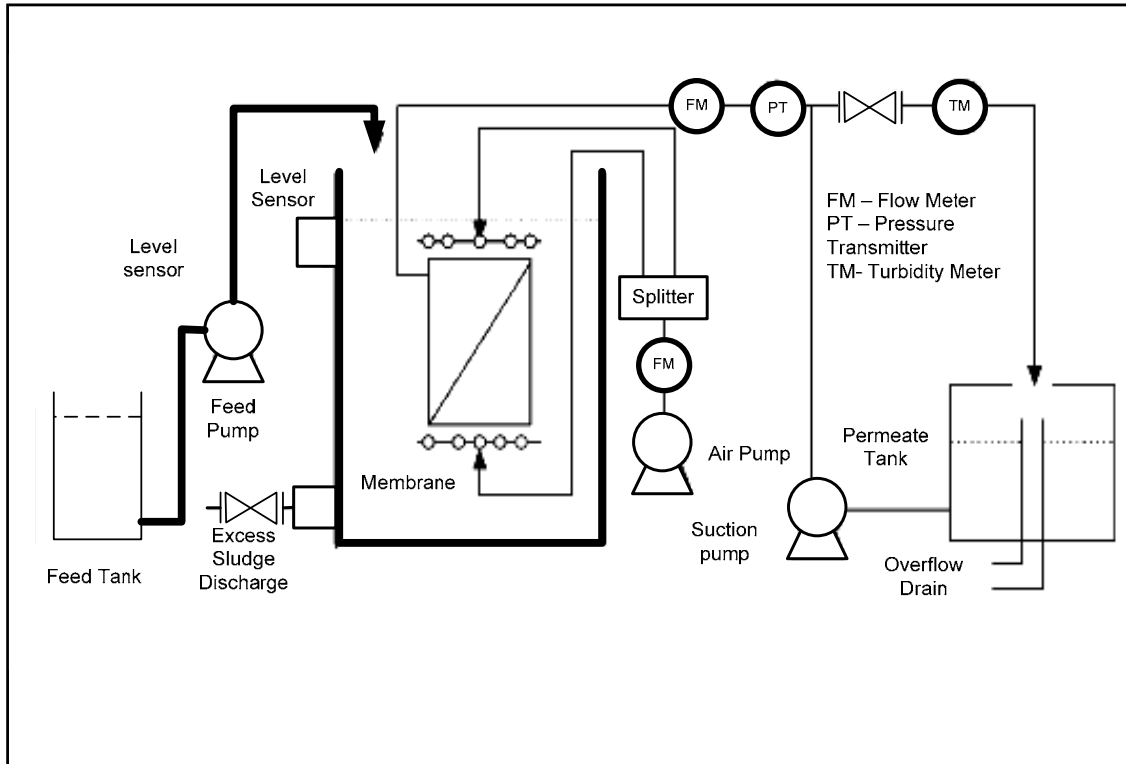 FM
PT
TM
Level
Sensor
FM – Flow Meter
PT – Pressure
Transmitter
TM- Turbidity Meter
Level
sensor
Splitter
FM
Feed
Pump
Permeate
Tank
Air Pump
Membrane
Suction
pump
Excess
Sludge
Discharge
Feed Tank
Overflow
Drain